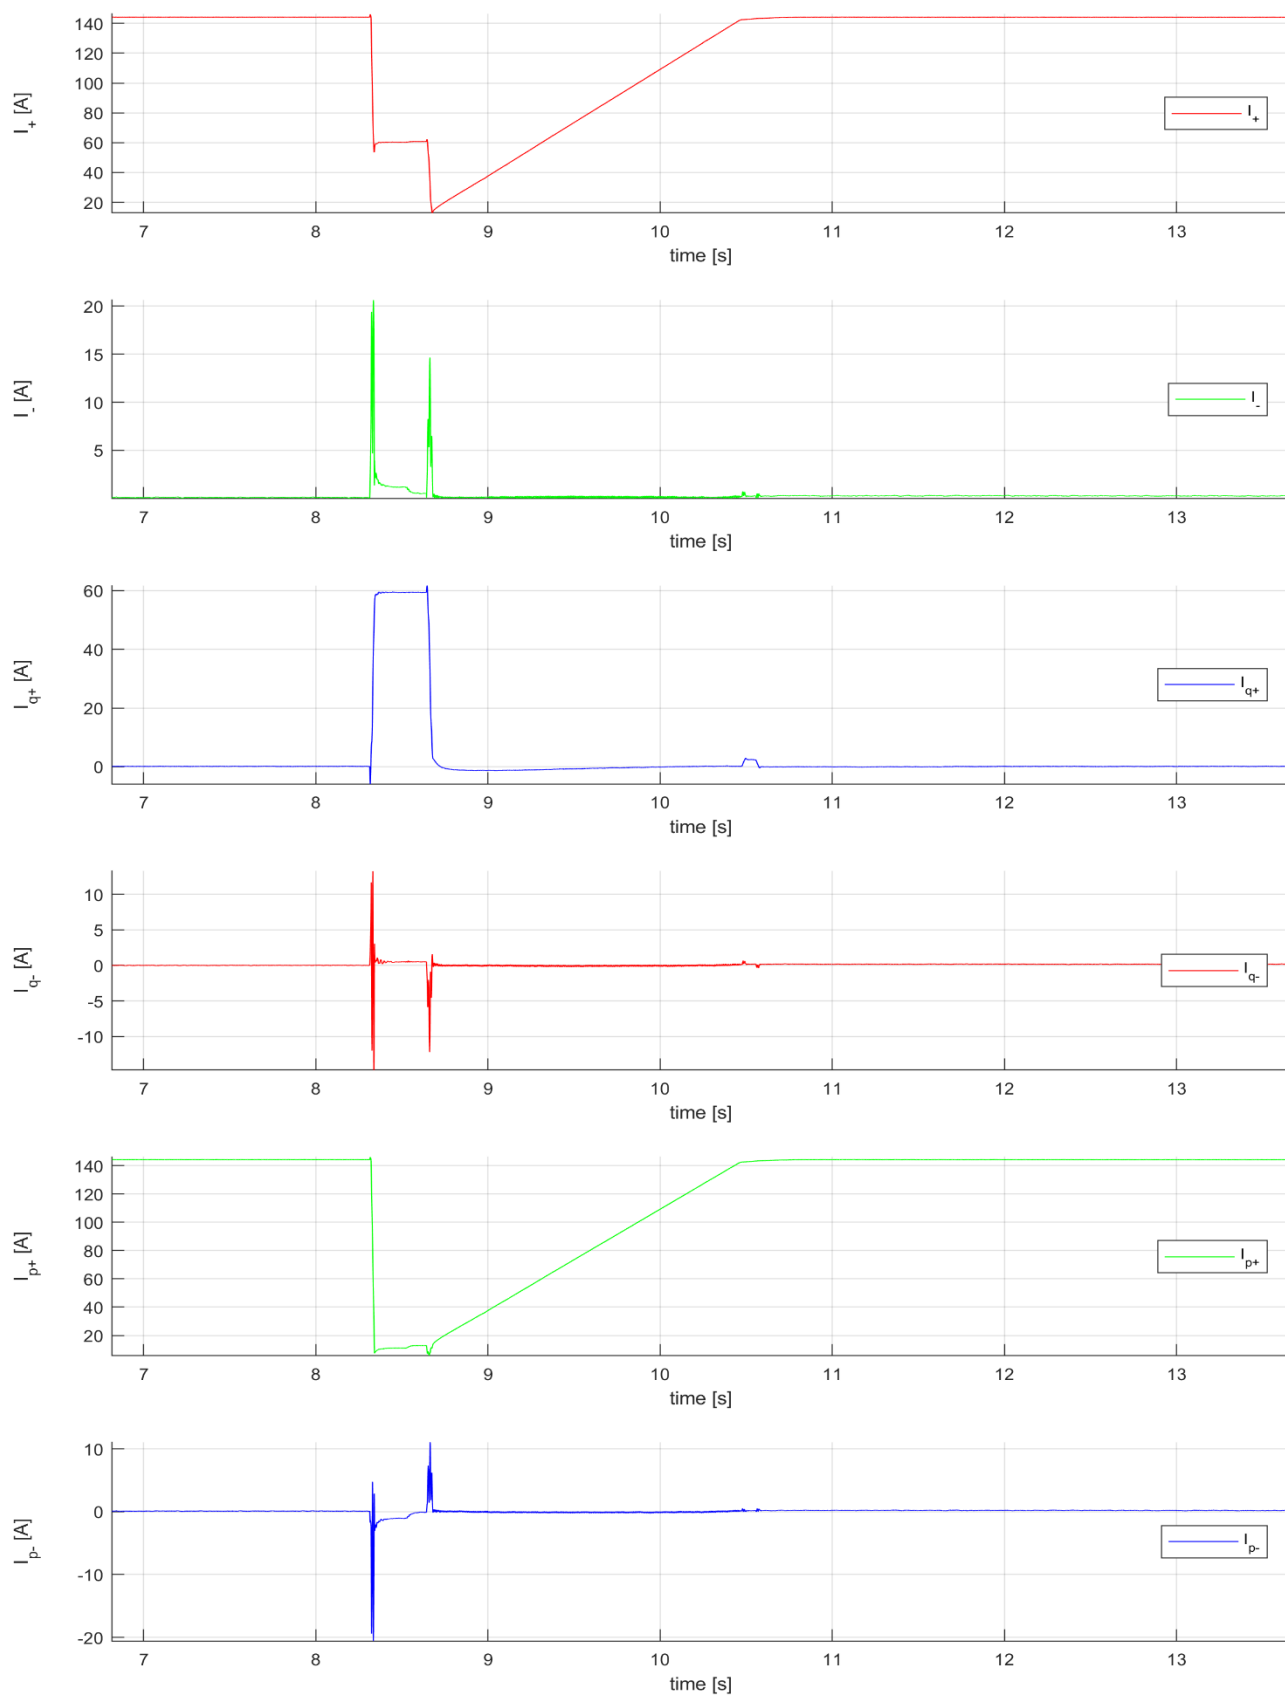 140
120
100
80
60
40
20
I+ [A]
I+
7 8 9 10 11 12 13
time [s]
20
15
10
5
I- [A]
I-
7 8 9 10 11 12 13
time [s]
60
40
20
0
Iq+ [A]
Iq+
7 8 9 10 11 12 13
time [s]
10
5
0
-5
-10
Iq- [A]
Iq-
7 8 9 10 11 12 13
time [s]
140
120
100
80
60
40
20
Ip+ [A]
Ip+
7 8 9 10 11 12 13
time [s]
10
0
-10
-20
Ip- [A]
Ip-
7 8 9 10 11 12 13
time [s]